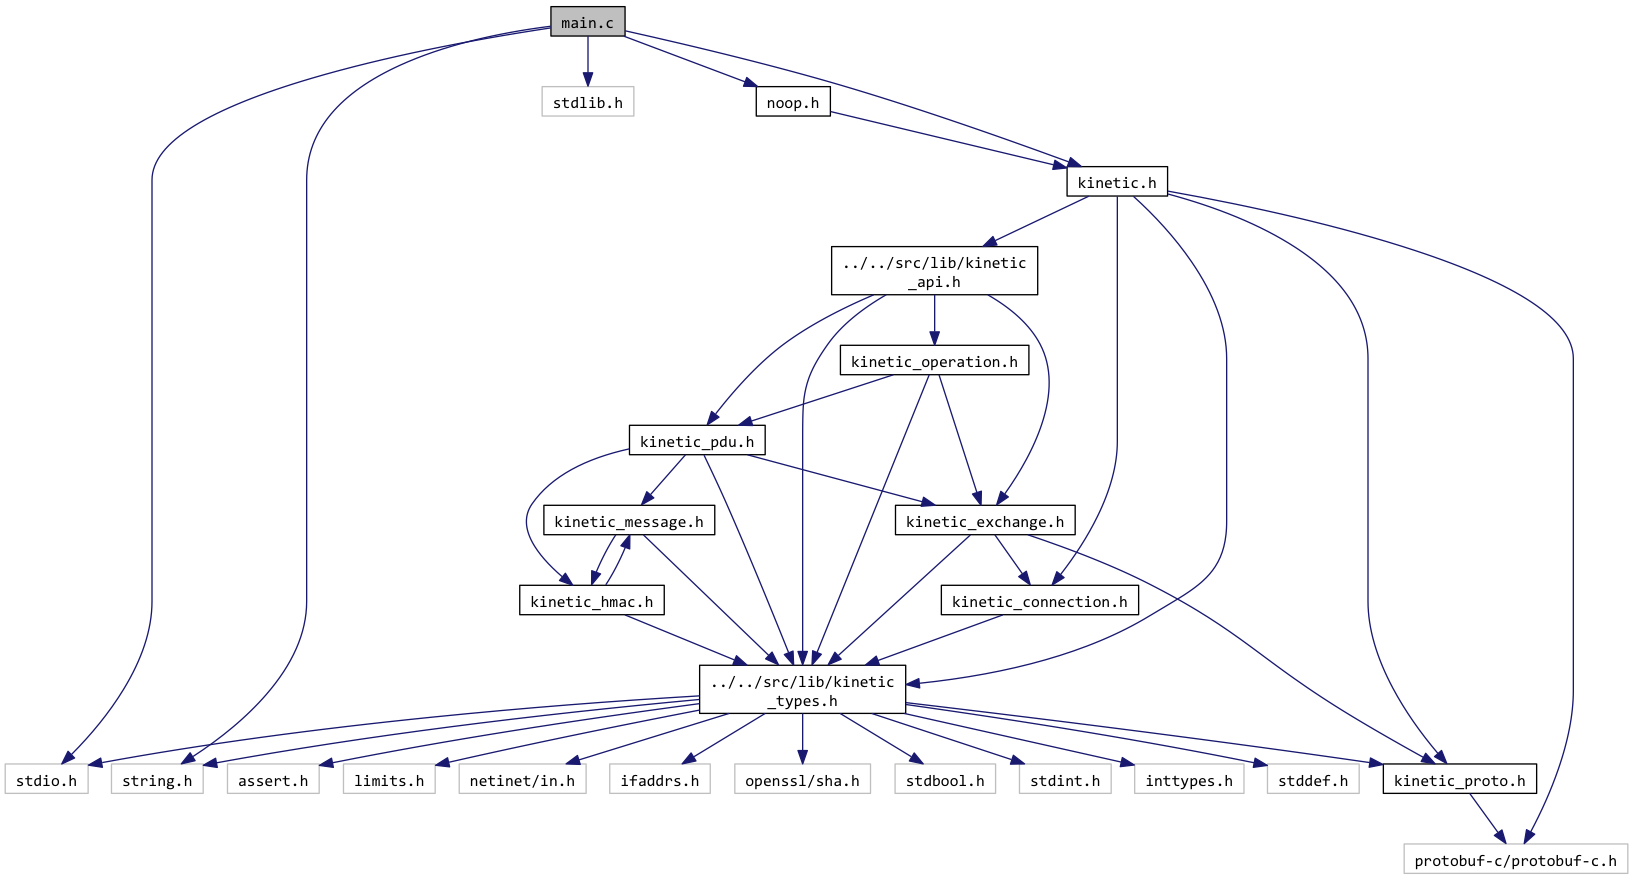 main.c
stdlib.h
noop.h
kinetic.h
../../src/lib/kinetic
_api.h
kinetic_operation.h
kinetic_pdu.h
kinetic_message.h
kinetic_exchange.h
kinetic_hmac.h
kinetic_connection.h
../../src/lib/kinetic
_types.h
stdio.h
string.h
assert.h
limits.h
netinet/in.h
ifaddrs.h
openssl/sha.h
stdbool.h
stdint.h
inttypes.h
stddef.h
kinetic_proto.h
protobuf-c/protobuf-c.h